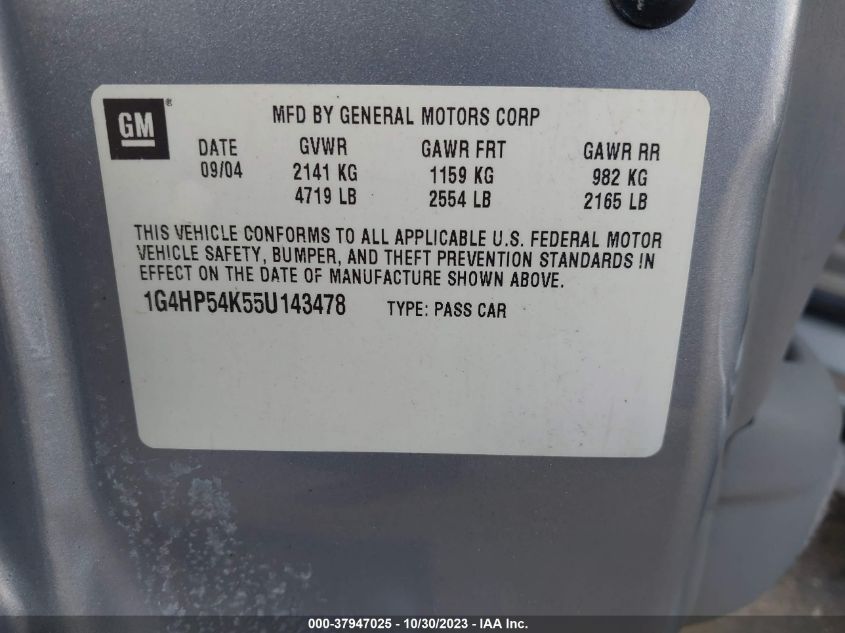 GM®
MFD BY GENERAL MOTORS CORP
DATE GVWR GAWR FRT GAWR RR
09/04 2141 KG 1159 KG 982 KG
4719 LB 2554 LB 2165 LB
THIS VEHICLE CONFORMS TO ALL APPLICABLE U.S. FEDERAL MOTOR
VEHICLE SAFETY, BUMPER, AND THEFT PREVENTION STANDARDS IN
EFFECT ON THE DATE OF MANUFACTURE SHOWN ABOVE.
1G4HP54K55U143478 TYPE: PASS CAR
000-37947025 - 10/30/2023 - IAA Inc.